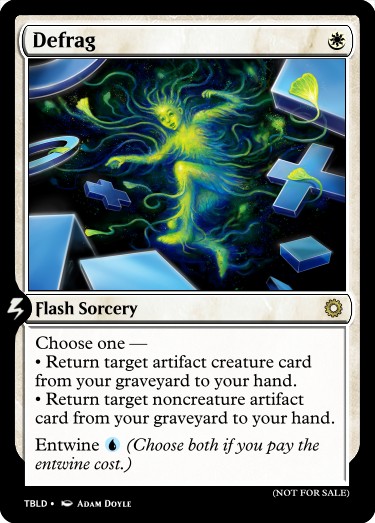 Defrag
Flash Sorcery
Choose one —
• Return target artifact creature card
from your graveyard to your hand.
• Return target noncreature artifact
card from your graveyard to your hand.
Entwine (Choose both if you pay the
entwine cost.)
(NOT FOR SALE)
TBLD • Adam Doyle